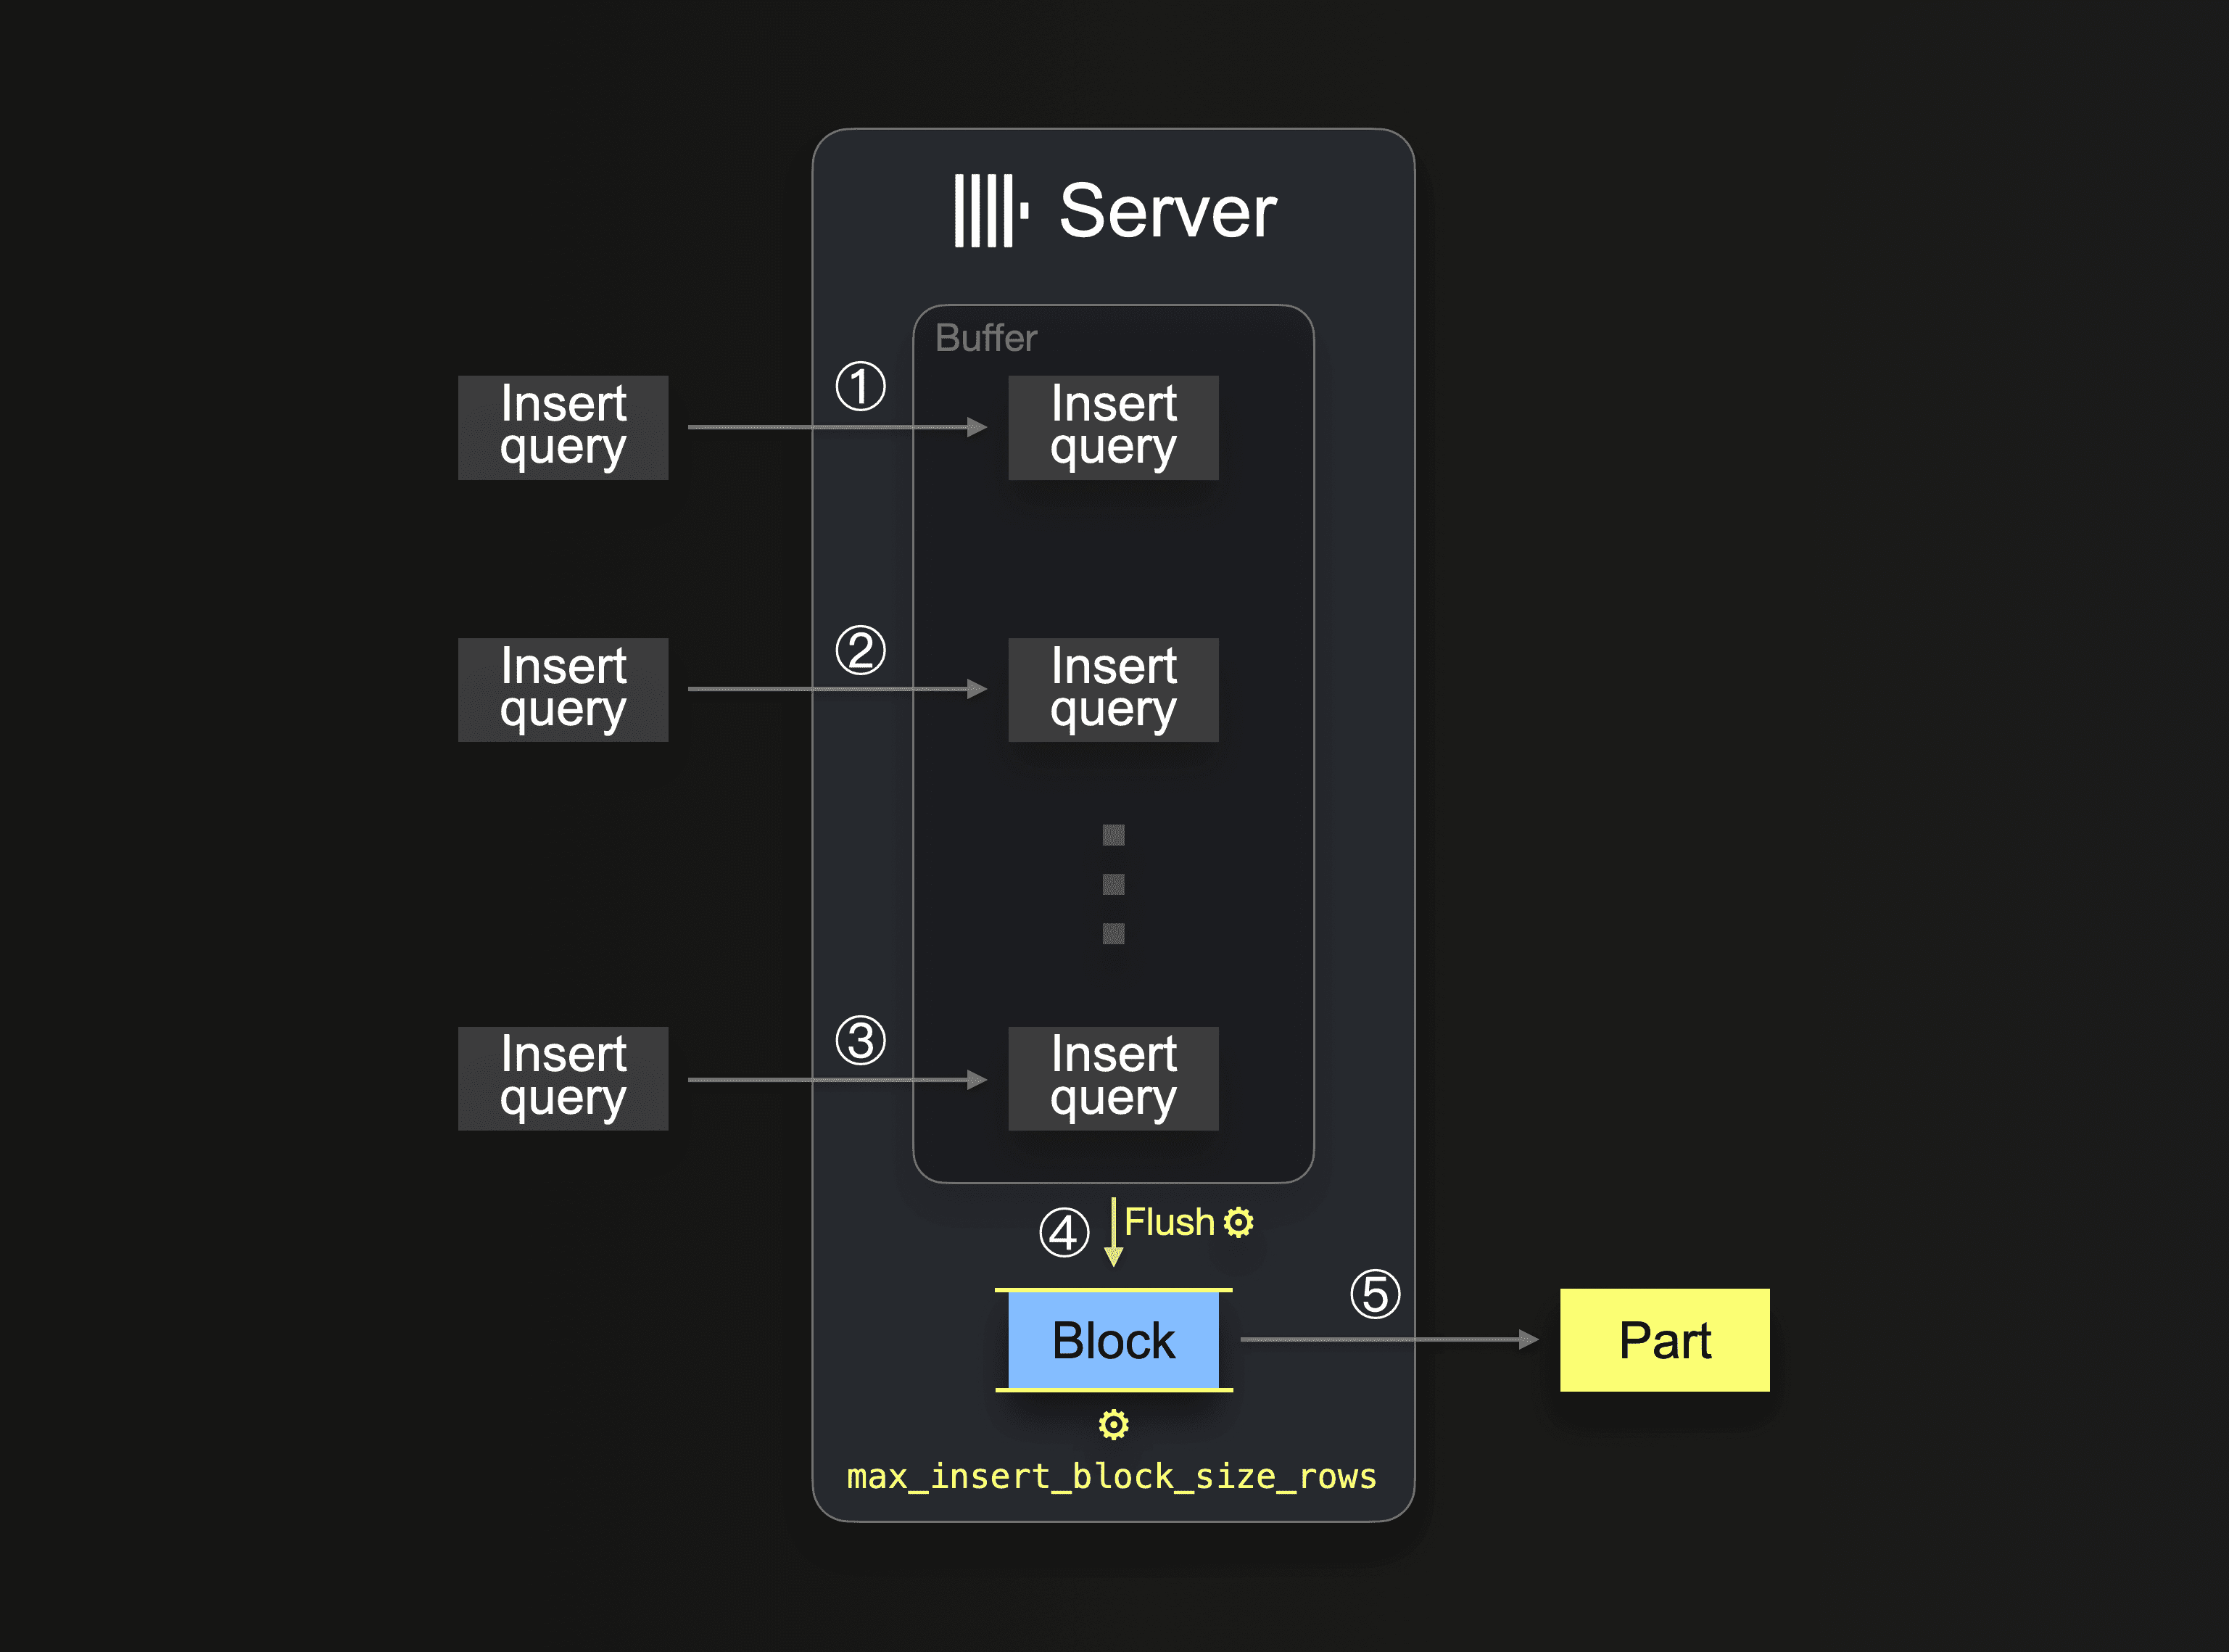 Server
Buffer
①
Insert
query
Insert
query
②
Insert
query
Insert
query
③
Insert
query
Insert
query
④
Flush
⑤
Block
Part
max_insert_block_size_rows